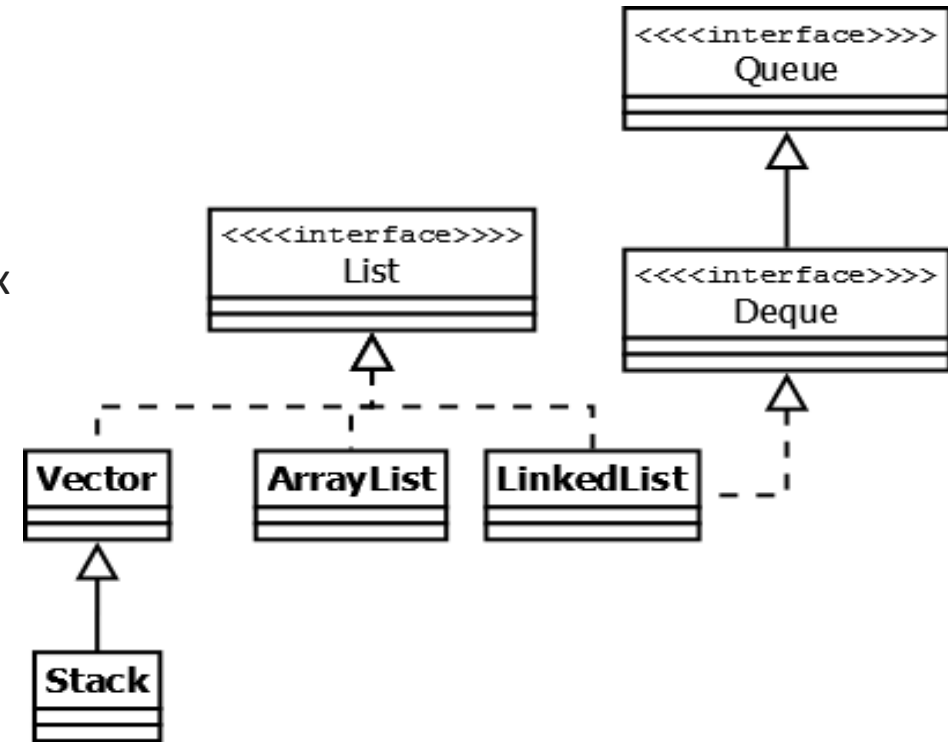 <<<<interface>>>>
Queue
<<<<interface>>>>
List
x
<<<<interface>>>>
Deque
Vector
ArrayList
LinkedList
Stack